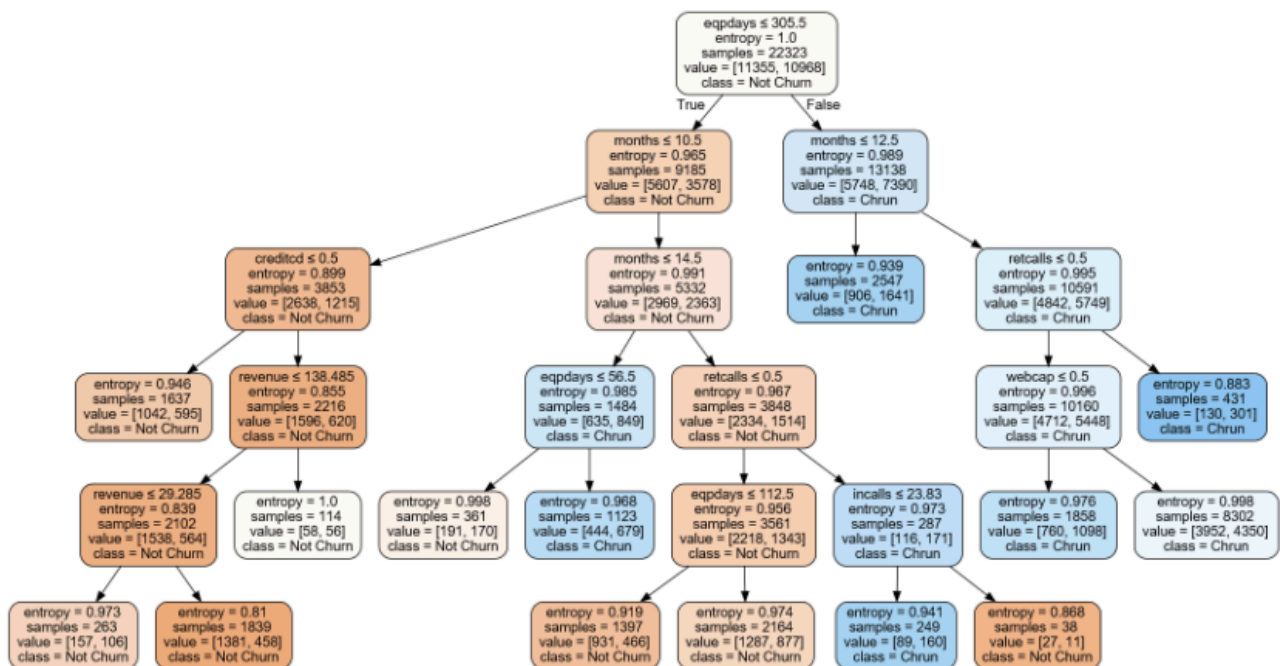 eqpdays ≤ 305.5
entropy = 1.0
samples = 22323
value = [11355, 10968]
class = Not Churn
True
False
months ≤ 10.5
entropy = 0.965
samples = 9185
value = [5607, 3578]
class = Not Churn
months ≤ 12.5
entropy = 0.989
samples = 13138
value = [5748, 7390]
class = Chrun
creditcd ≤ 0.5
entropy = 0.899
samples = 3853
value = [2638, 1215]
class = Not Churn
months ≤ 14.5
entropy = 0.991
samples = 5332
value = [2969, 2363]
class = Not Churn
entropy = 0.939
samples = 2547
value = [906, 1641]
class = Chrun
retcalls ≤ 0.5
entropy = 0.995
samples = 10591
value = [4842, 5749]
class = Chrun
entropy = 0.946
samples = 1637
value = [1042, 595]
class = Not Churn
revenue ≤ 138.485
entropy = 0.855
samples = 2216
value = [1596, 620]
class = Not Churn
eqpdays ≤ 56.5
entropy = 0.985
samples = 1484
value = [635, 849]
class = Chrun
retcalls ≤ 0.5
entropy = 0.967
samples = 3848
value = [2334, 1514]
class = Not Churn
webcap ≤ 0.5
entropy = 0.996
samples = 10160
value = [4712, 5448]
class = Chrun
entropy = 0.883
samples = 431
value = [130, 301]
class = Chrun
revenue ≤ 29.285
entropy = 0.839
samples = 2102
value = [1538, 564]
class = Not Churn
entropy = 1.0
samples = 114
value = [58, 56]
class = Not Churn
entropy = 0.998
samples = 361
value = [191, 170]
class = Not Churn
entropy = 0.968
samples = 1123
value = [444, 679]
class = Chrun
eqpdays ≤ 112.5
entropy = 0.956
samples = 3561
value = [2218, 1343]
class = Not Churn
incalls ≤ 23.83
entropy = 0.973
samples = 287
value = [116, 171]
class = Chrun
entropy = 0.976
samples = 1858
value = [760, 1098]
class = Chrun
entropy = 0.998
samples = 8302
value = [3952, 4350]
class = Chrun
entropy = 0.973
samples = 263
value = [157, 106]
class = Not Churn
entropy = 0.81
samples = 1839
value = [1381, 458]
class = Not Churn
entropy = 0.919
samples = 1397
value = [931, 466]
class = Not Churn
entropy = 0.974
samples = 2164
value = [1287, 877]
class = Not Churn
entropy = 0.941
samples = 249
value = [89, 160]
class = Chrun
entropy = 0.868
samples = 38
value = [27, 11]
class = Not Churn